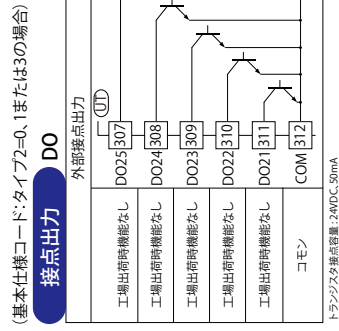 (基本仕様コード:タイプ2=0、1または3の場合)
接点出力 DO
外部接点出力
UT
工場出荷時機能なし DO25 307
工場出荷時機能なし DO24 308
工場出荷時機能なし DO23 309
工場出荷時機能なし DO22 310
工場出荷時機能なし DO21 311
コモン COM 312
トランジスタ接点容量:24VDC, 50mA